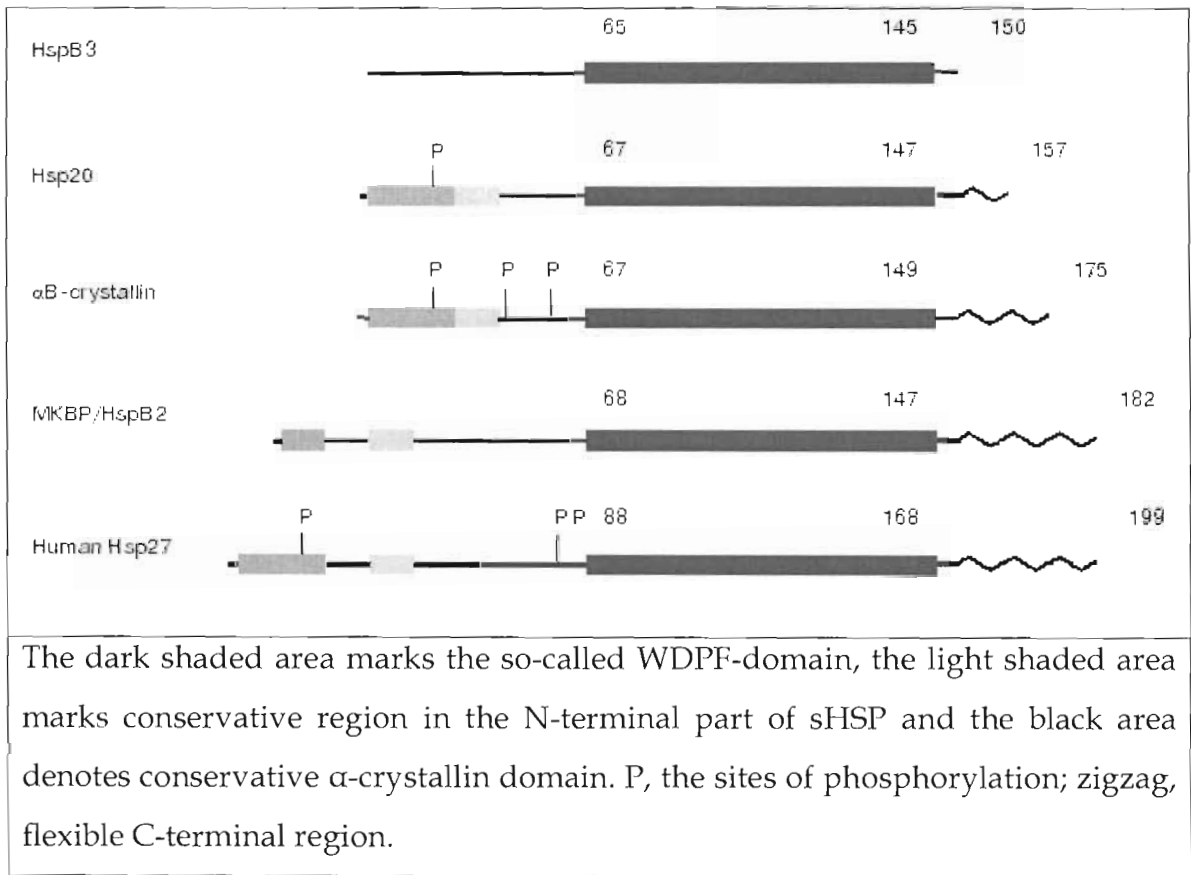 65 145 150
HspB3
P 67 147 157
Hsp20
P P P 67 149 175
αB-crystallin
68 147 182
MKBP/HspB2
P P P 88 168 199
Human Hsp27
The dark shaded area marks the so-called WDPF-domain, the light shaded area
marks conservative region in the N-terminal part of sHSP and the black area
denotes conservative α-crystallin domain. P, the sites of phosphorylation; zigzag,
flexible C-terminal region.